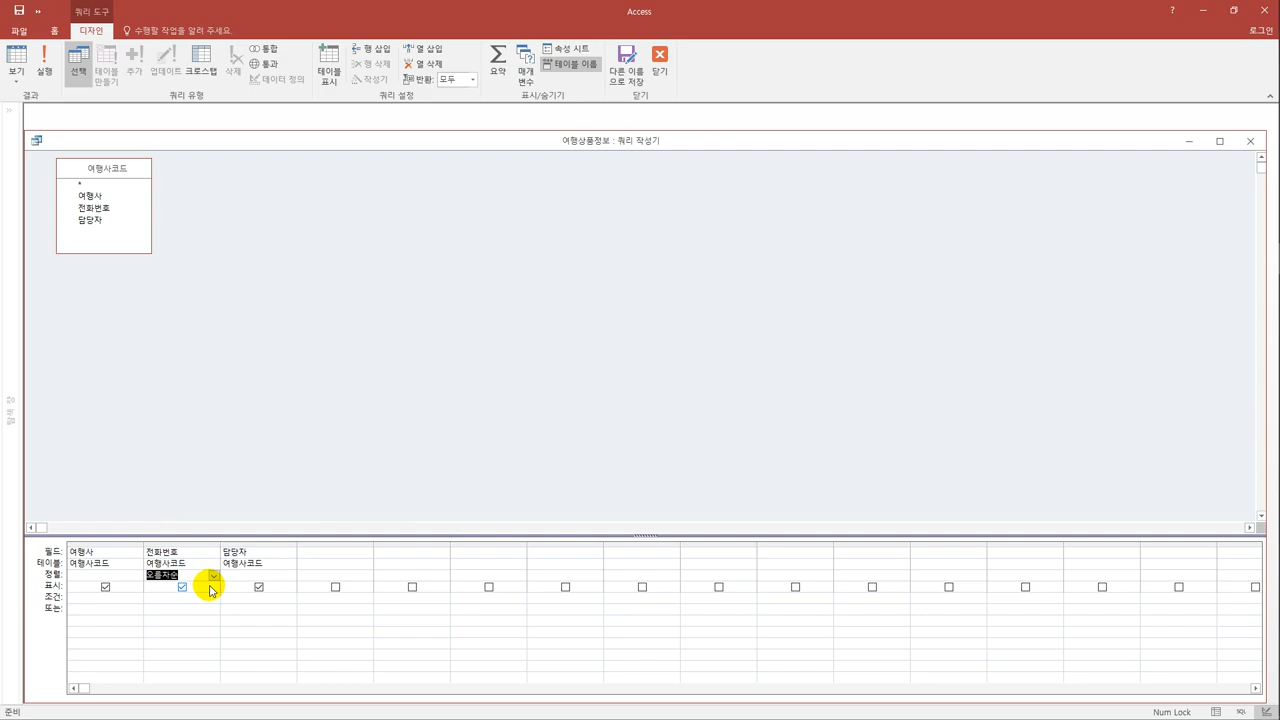 쿼리 도구
Access
파일
홈
디자인
수행할 작업을 알려 주세요.
로그인
보기
실행
선택
테이블
만들기
추가
업데이트
크로스탭
삭제
통합
통과
데이터 정의
테이블
표시
행 삽입
행 삭제
작성기
열 삽입
열 삭제
반환: 모두
요약
매개
변수
속성 시트
테이블 이름
다른 이름
으로 저장
닫기
결과
쿼리 유형
쿼리 설정
표시/숨기기
닫기
여행상품정보 : 쿼리 작성기
여행사코드
*
여행사
전화번호
담당자
탐색 창
필드: 여행사 전화번호 담당자
테이블: 여행사코드 여행사코드 여행사코드
정렬: 오름차순
표시:
조건:
또는:
준비
Num Lock
SQL